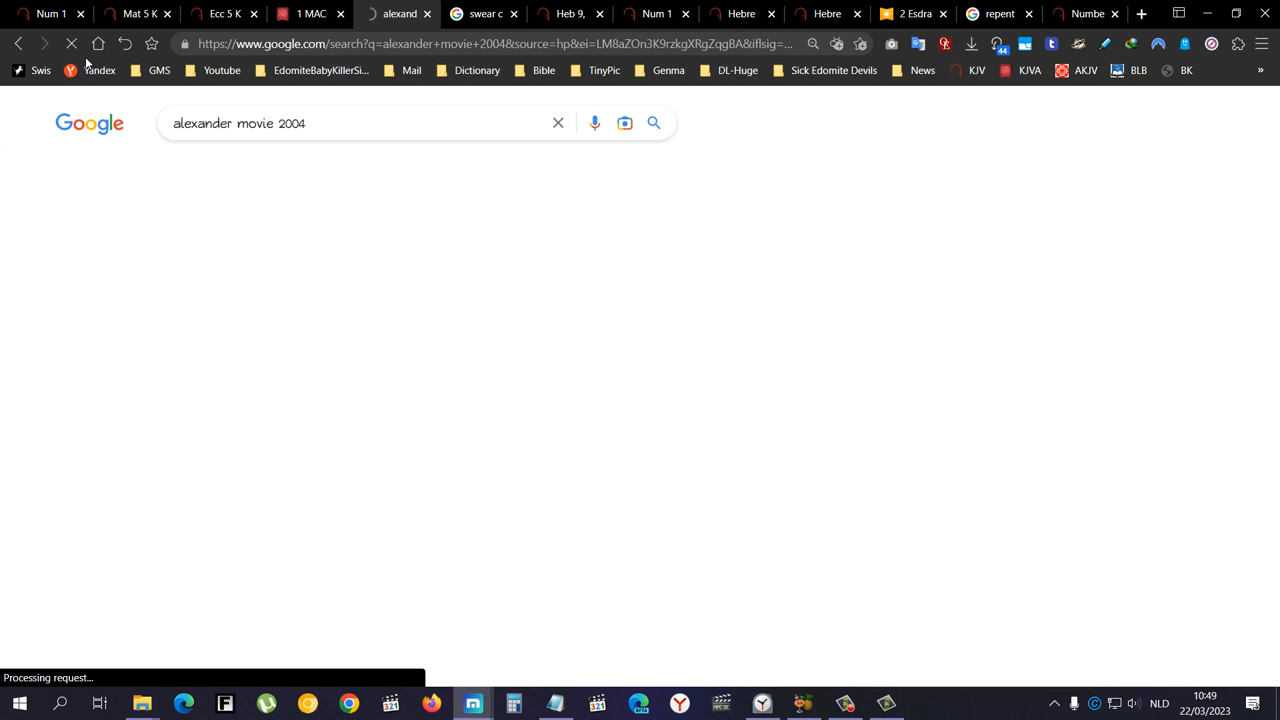 Num 1 Mat 5 K Ecc 5 K 1 MAC alexand swear c Heb 9, Num 1 Hebre Hebre 2 Esdra repent Numbe
https://www.google.com/search?q=alexander+movie+2004&source=hp&ei=LM8aZOn3K9rzkgXRgZqgBA&iflsig=... 44
Swis Yandex GMS Youtube EdomiteBabyKillerSi... Mail Dictionary Bible TinyPic Genma DL-Huge Sick Edomite Devils News KJV KJVA AKJV BLB BK »
Google alexander movie 2004
Processing request...
10:49
NLD
22/03/2023